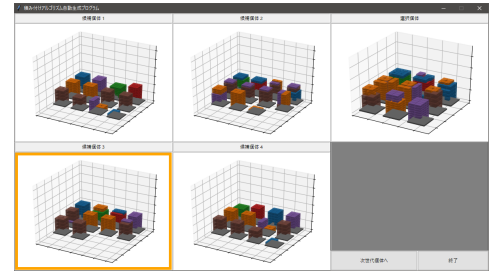 積み付けアルゴリズム自動生成プログラム
候補個体 1
候補個体 2
選択個体
候補個体 3
候補個体 4
次世代個体へ
終了